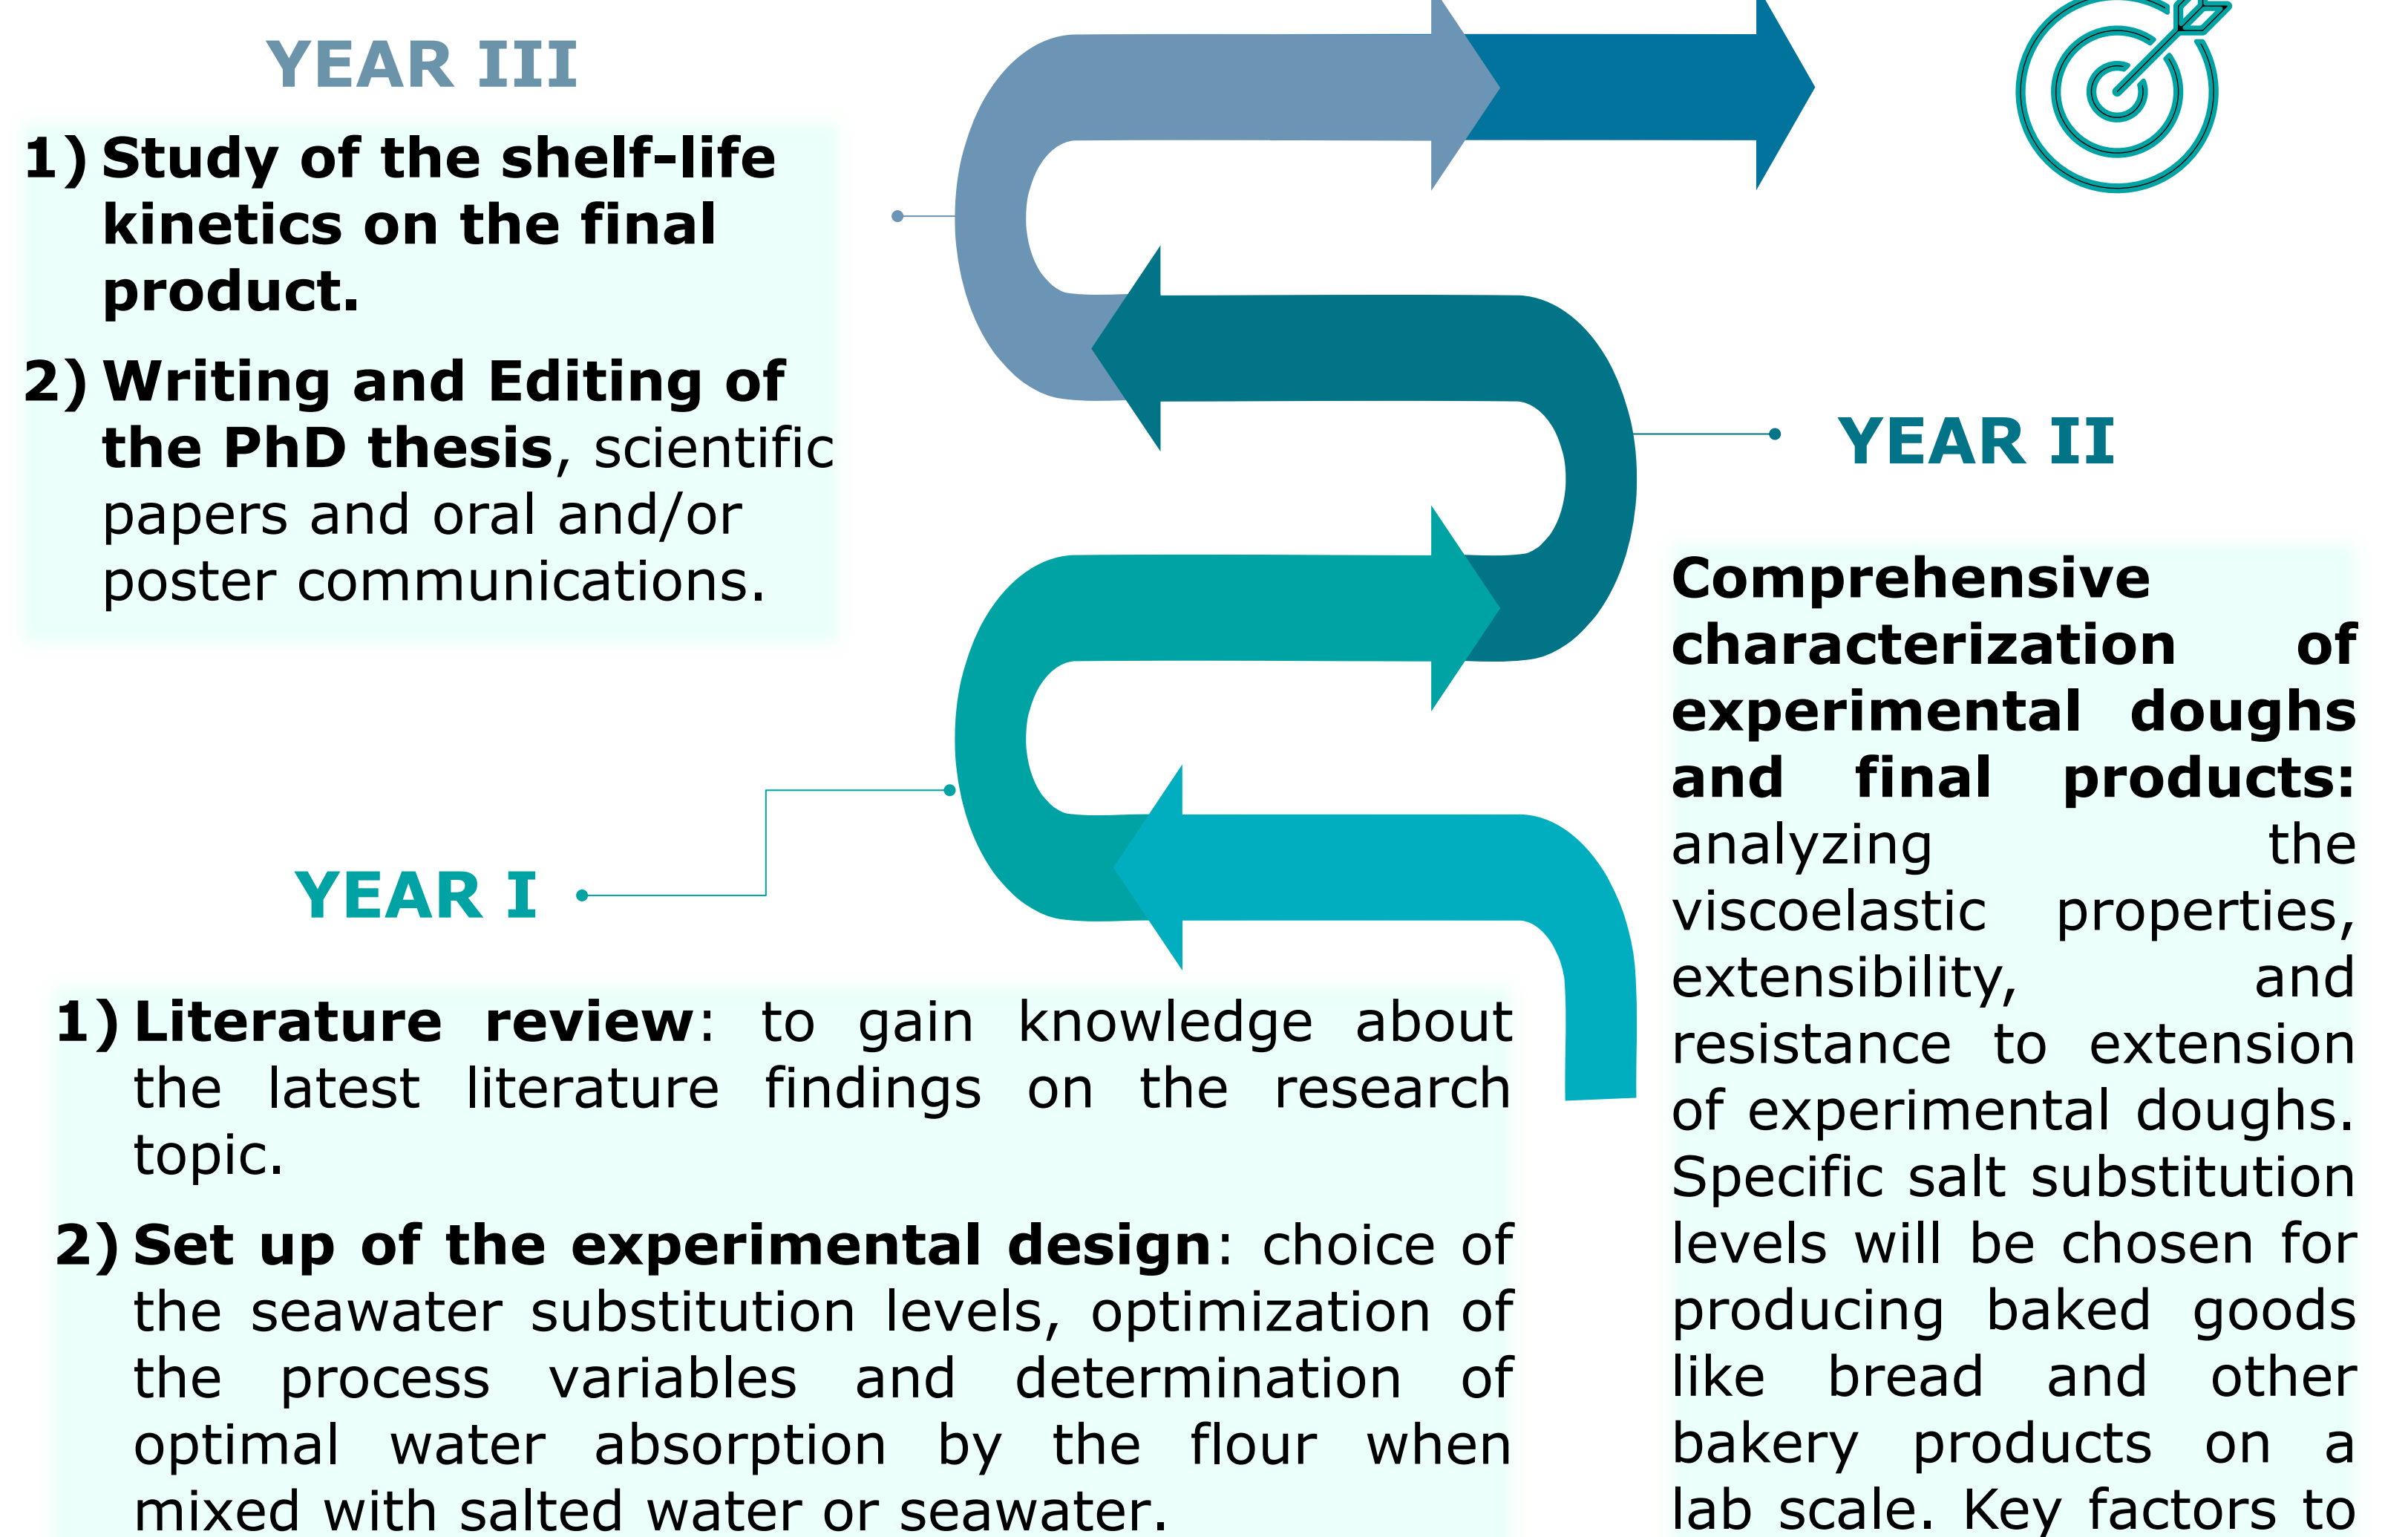 YEAR III
1) Study of the shelf-life
kinetics on the final
product.
2) Writing and Editing of
the PhD thesis, scientific
papers and oral and/or
poster communications.
YEAR II
Comprehensive
characterization of
experimental doughs
and final products:
analyzing the
viscoelastic properties,
extensibility, and
resistance to extension
of experimental doughs.
Specific salt substitution
levels will be chosen for
producing baked goods
like bread and other
bakery products on a
lab scale. Key factors to
YEAR I
1) Literature review: to gain knowledge about
the latest literature findings on the research
topic.
2) Set up of the experimental design: choice of
the seawater substitution levels, optimization of
the process variables and determination of
optimal water absorption by the flour when
mixed with salted water or seawater.